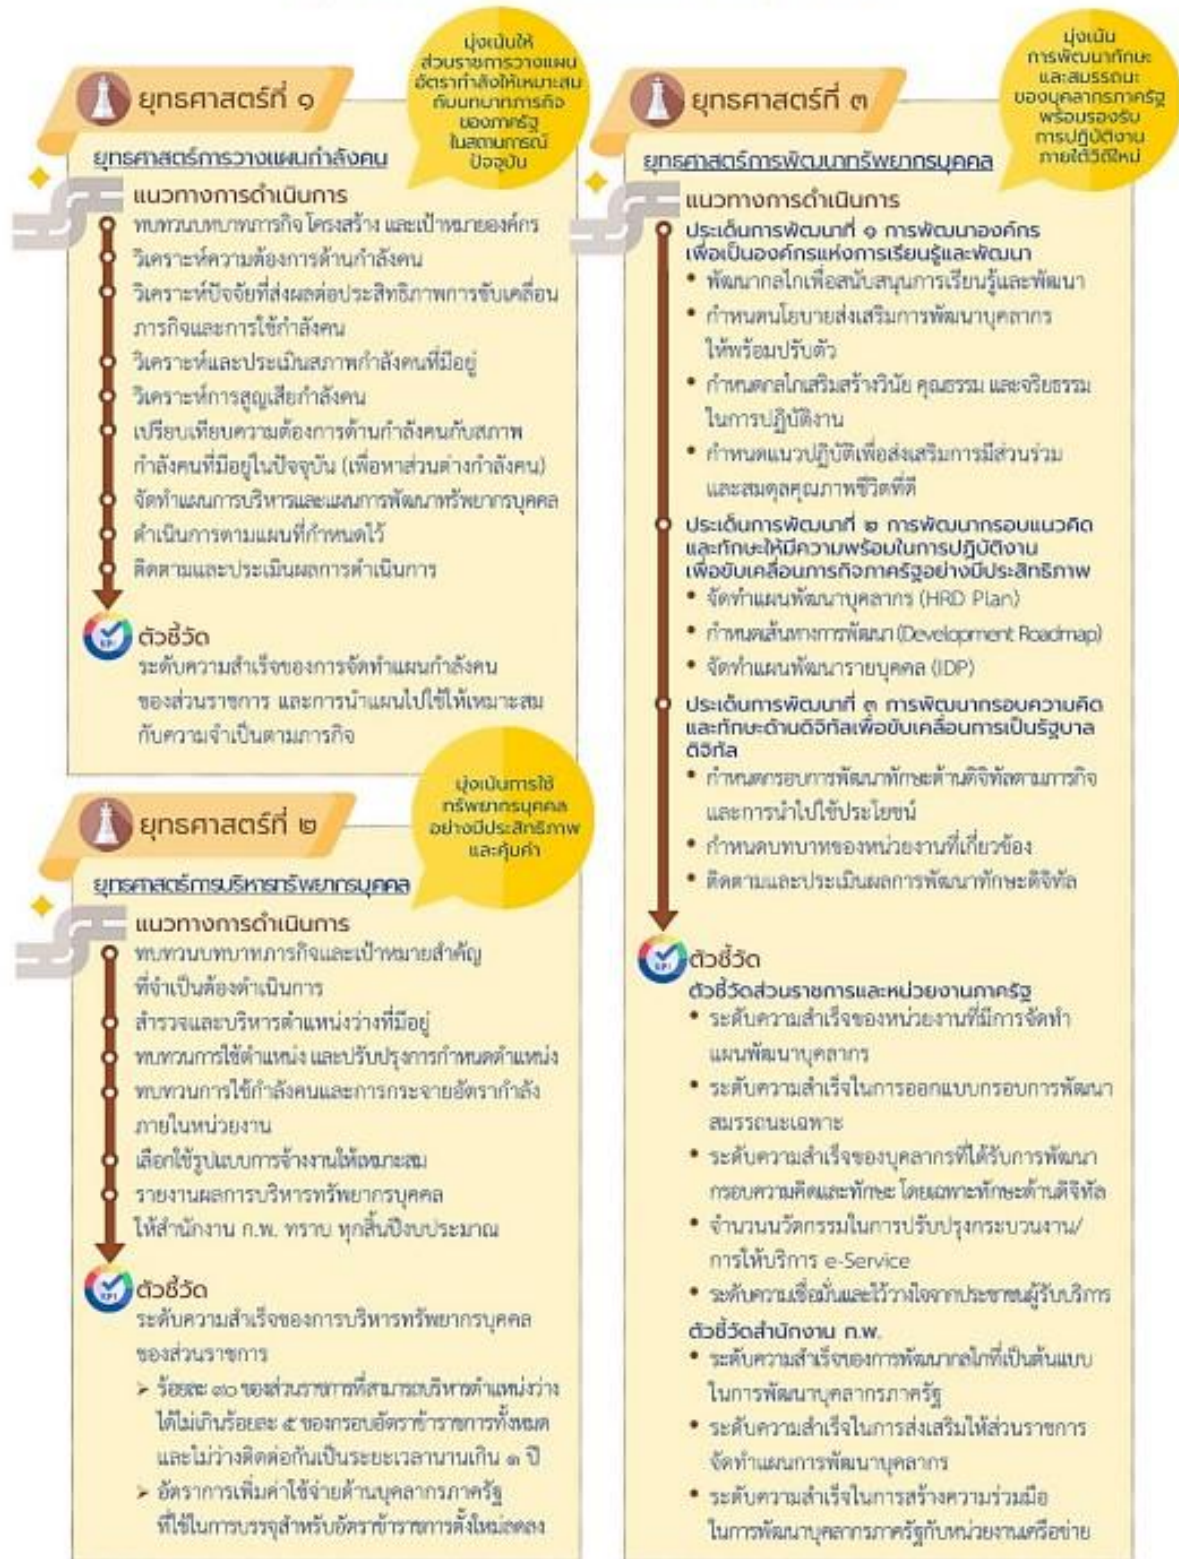 มุ่งเน้นให้
ส่วนราชการวางแผน
อัตรากำลังให้เหมาะสม
กับบทบาทภารกิจ
ของภาครัฐ
ในสถานการณ์
ปัจจุบัน
ยุทธศาสตร์ที่ ๑
ยุทธศาสตร์การวางแผนกำลังคน
แนวทางการดำเนินการ
ทบทวนบทบาทภารกิจ โครงสร้าง และเป้าหมายองค์กร
วิเคราะห์ความต้องการด้านกำลังคน
วิเคราะห์ปัจจัยที่ส่งผลต่อประสิทธิภาพการขับเคลื่อน
ภารกิจและการใช้กำลังคน
วิเคราะห์และประเมินสภาพกำลังคนที่มีอยู่
วิเคราะห์การสูญเสียกำลังคน
เปรียบเทียบความต้องการด้านกำลังคนกับสภาพ
กำลังคนที่มีอยู่ในปัจจุบัน (เพื่อหาส่วนต่างกำลังคน)
จัดทำแผนการบริหารและแผนการพัฒนาทรัพยากรบุคคล
ดำเนินการตามแผนที่กำหนดไว้
ติดตามและประเมินผลการดำเนินการ
KPI
ตัวชี้วัด
ระดับความสำเร็จของการจัดทำแผนกำลังคน
ของส่วนราชการ และการนำแผนไปใช้ให้เหมาะสม
กับความจำเป็นตามภารกิจ
มุ่งเน้นการใช้
ทรัพยากรบุคคล
อย่างมีประสิทธิภาพ
และคุ้มค่า
ยุทธศาสตร์ที่ ๒
ยุทธศาสตร์การบริหารทรัพยากรบุคคล
แนวทางการดำเนินการ
ทบทวนบทบาทภารกิจและเป้าหมายสำคัญ
ที่จำเป็นต้องดำเนินการ
สำรวจและบริหารตำแหน่งว่างที่มีอยู่
ทบทวนการใช้ตำแหน่ง และปรับปรุงการกำหนดตำแหน่ง
ทบทวนการใช้กำลังคนและการกระจายอัตรากำลัง
ภายในหน่วยงาน
เลือกใช้รูปแบบการจ้างงานให้เหมาะสม
รายงานผลการบริหารทรัพยากรบุคคล
ให้สำนักงาน ก.พ. ทราบ ทุกสิ้นปีงบประมาณ
KPI
ตัวชี้วัด
ระดับความสำเร็จของการบริหารทรัพยากรบุคคล
ของส่วนราชการ
➢ ร้อยละ ๗๐ ของส่วนราชการที่สามารถบริหารตำแหน่งว่าง
ได้ไม่เกินร้อยละ ๕ ของกรอบอัตราข้าราชการทั้งหมด
และไม่ว่างติดต่อกันเป็นระยะเวลานานเกิน ๑ ปี
➢ อัตราการเพิ่มค่าใช้จ่ายด้านบุคลากรภาครัฐ
ที่ใช้ในการบรรจุสำหรับอัตราข้าราชการตั้งใหม่ลดลง
มุ่งเน้น
การพัฒนาทักษะ
และสมรรถนะ
ของบุคลากรภาครัฐ
พร้อมรองรับ
การปฏิบัติงาน
ภายใต้วิถีใหม่
ยุทธศาสตร์ที่ ๓
ยุทธศาสตร์การพัฒนาทรัพยากรบุคคล
แนวทางการดำเนินการ
ประเด็นการพัฒนาที่ ๑ การพัฒนาองค์กร
เพื่อเป็นองค์กรแห่งการเรียนรู้และพัฒนา
• พัฒนากลไกเพื่อสนับสนุนการเรียนรู้และพัฒนา
• กำหนดนโยบายส่งเสริมการพัฒนาบุคลากร
ให้พร้อมปรับตัว
• กำหนดกลไกเสริมสร้างวินัย คุณธรรม และจริยธรรม
ในการปฏิบัติงาน
• กำหนดแนวปฏิบัติเพื่อส่งเสริมการมีส่วนร่วม
และสมดุลคุณภาพชีวิตที่ดี
ประเด็นการพัฒนาที่ ๒ การพัฒนากรอบแนวคิด
และทักษะให้มีความพร้อมในการปฏิบัติงาน
เพื่อขับเคลื่อนภารกิจภาครัฐอย่างมีประสิทธิภาพ
• จัดทำแผนพัฒนาบุคลากร (HRD Plan)
• กำหนดเส้นทางการพัฒนา (Development Roadmap)
• จัดทำแผนพัฒนารายบุคคล (IDP)
ประเด็นการพัฒนาที่ ๓ การพัฒนากรอบความคิด
และทักษะด้านดิจิทัลเพื่อขับเคลื่อนการเป็นรัฐบาล
ดิจิทัล
• กำหนดกรอบการพัฒนาทักษะด้านดิจิทัลตามภารกิจ
และการนำไปใช้ประโยชน์
• กำหนดบทบาทของหน่วยงานที่เกี่ยวข้อง
• ติดตามและประเมินผลการพัฒนาทักษะดิจิทัล
KPI
ตัวชี้วัด
ตัวชี้วัดส่วนราชการและหน่วยงานภาครัฐ
• ระดับความสำเร็จของหน่วยงานที่มีการจัดทำ
แผนพัฒนาบุคลากร
• ระดับความสำเร็จในการออกแบบกรอบการพัฒนา
สมรรถนะเฉพาะ
• ระดับความสำเร็จของบุคลากรที่ได้รับการพัฒนา
กรอบความคิดและทักษะ โดยเฉพาะทักษะด้านดิจิทัล
• จำนวนนวัตกรรมในการปรับปรุงกระบวนงาน/
การให้บริการ e-Service
• ระดับความเชื่อมั่นและไว้วางใจจากประชาชนผู้รับบริการ
ตัวชี้วัดสำนักงาน ก.พ.
• ระดับความสำเร็จของการพัฒนากลไกที่เป็นต้นแบบ
ในการพัฒนาบุคลากรภาครัฐ
• ระดับความสำเร็จในการส่งเสริมให้ส่วนราชการ
จัดทำแผนการพัฒนาบุคลากร
• ระดับความสำเร็จในการสร้างความร่วมมือ
ในการพัฒนาบุคลากรภาครัฐกับหน่วยงานเครือข่าย